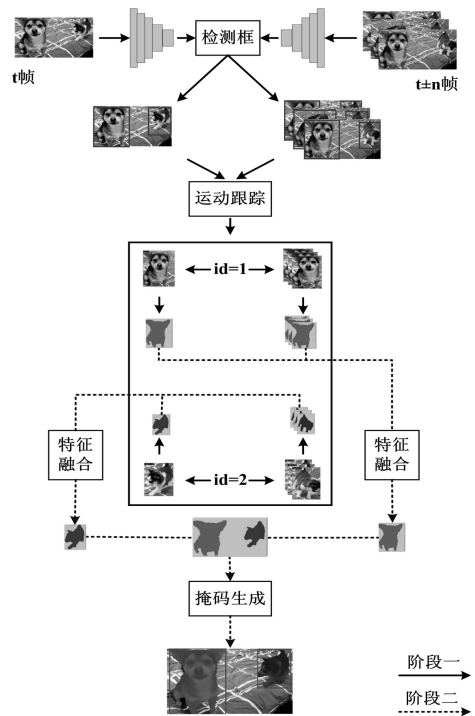 检测框
t帧
t±n帧
运动跟踪
id=1
特征
融合
特征
融合
id=2
掩码生成
阶段一
阶段二